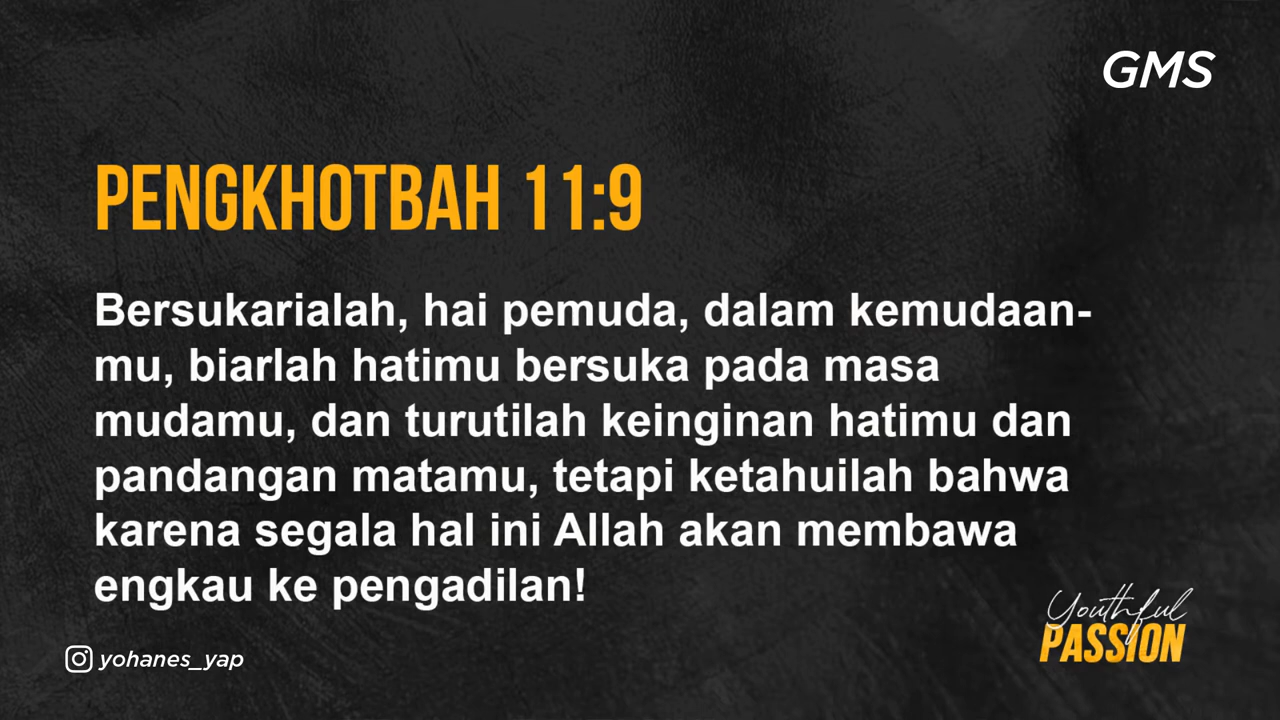 GMS
PENGKHOTBAH 11:9
Bersukarialah, hai pemuda, dalam kemudaan-
mu, biarlah hatimu bersuka pada masa
mudamu, dan turutilah keinginan hatimu dan
pandangan matamu, tetapi ketahuilah bahwa
karena segala hal ini Allah akan membawa
engkau ke pengadilan!
Youthful
PASSION
yohanes_yap